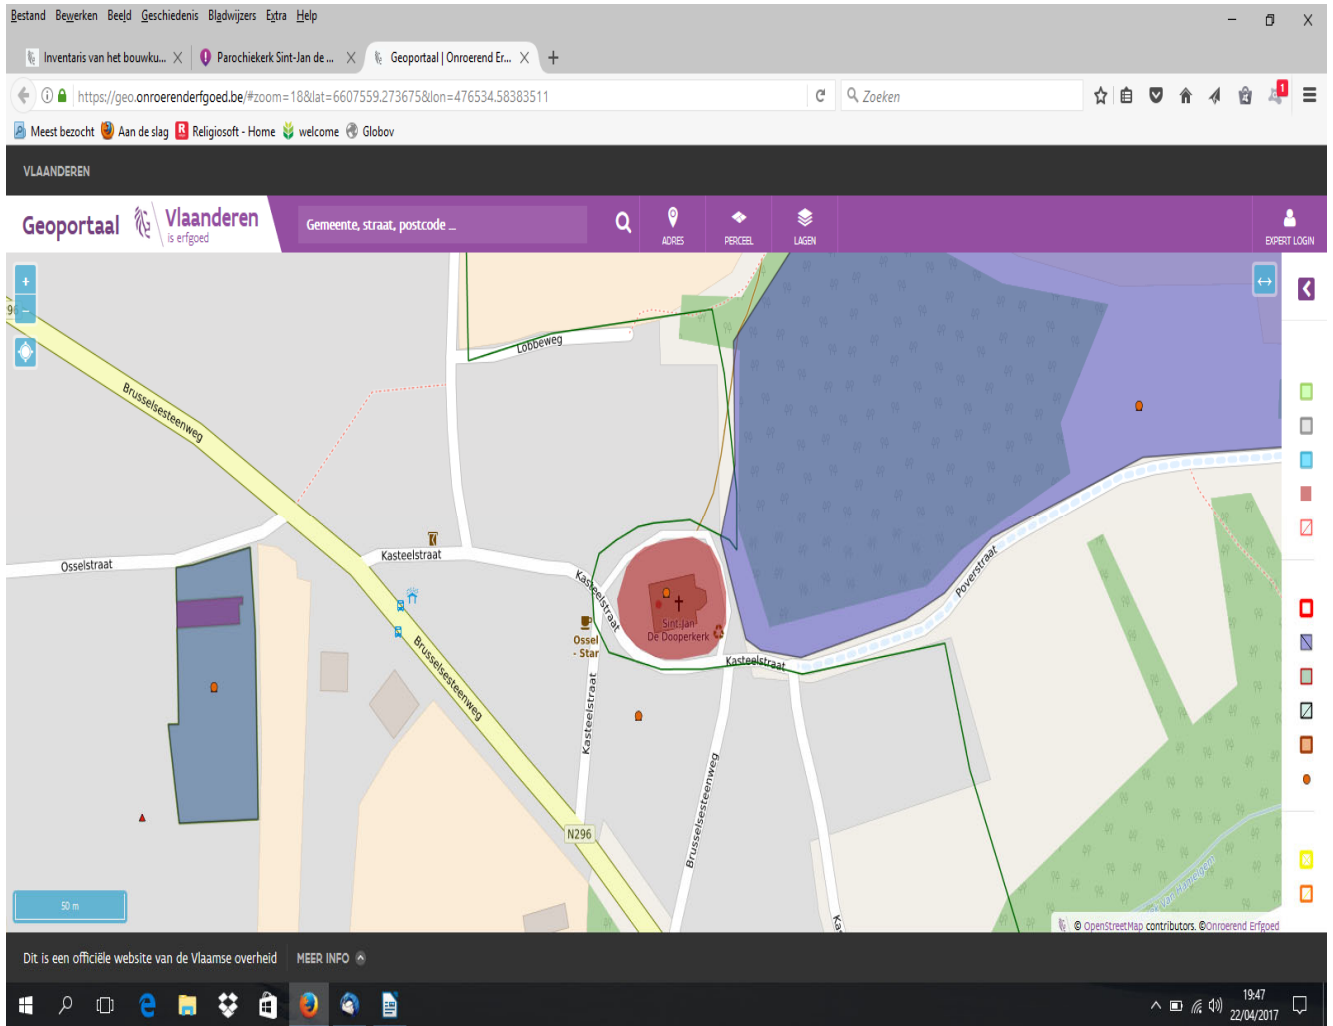 Bestand Bewerken Beeld Geschiedenis Bladwijzers Extra Help
Inventaris van het bouwku...
Parochiekerk Sint-Jan de ...
Geoportaal | Onroerend Er...
https://geo.onroerenderfgoed.be/#zoom=18&lat=6607559.273675&lon=476534.58383511
Zoeken
1
Meest bezocht
Aan de slag
Religiosoft - Home
welcome
Globov
VLAANDEREN
Geoportaal
Vlaanderen
is erfgoed
Gemeente, straat, postcode ...
ADRES
PERCEEL
LAGEN
EXPERT LOGIN
+
96
−
Lobbeweg
Brusselsesteenweg
Kasteelstraat
Osselstraat
Kasteelstraat
Poverstraat
Sint-Jan
De Dooperkerk
Ossel
- Star
Kasteelstraat
Brusselsesteenweg
Kasteelstraat
Brusselsesteenweg
N296
Ka
50 m
© OpenStreetMap contributors. ©Onroerend Erfgoed
Dit is een officiële website van de Vlaamse overheid
MEER INFO
19:47
22/04/2017